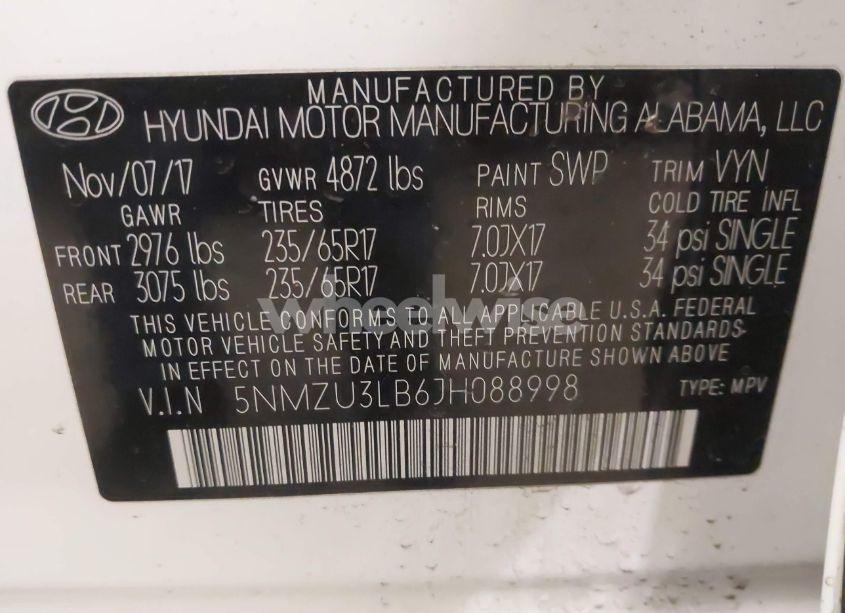 MANUFACTURED BY
HYUNDAI MOTOR MANUFACTURING ALABAMA, LLC
Nov/07/17 GVWR 4872 lbs PAINT SWP TRIM VYN
GAWR TIRES RIMS COLD TIRE INFL
FRONT 2976 lbs 235/65R17 7.0JX17 34 psi SINGLE
REAR 3075 lbs 235/65R17 7.0JX17 34 psi SINGLE
wheelwise
THIS VEHICLE CONFORMS TO ALL APPLICABLE U.S.A. FEDERAL
MOTOR VEHICLE SAFETY AND THEFT PREVENTION STANDARDS
IN EFFECT ON THE DATE OF MANUFACTURE SHOWN ABOVE
V.I.N 5NMZU3LB6JH088998 TYPE: MPV